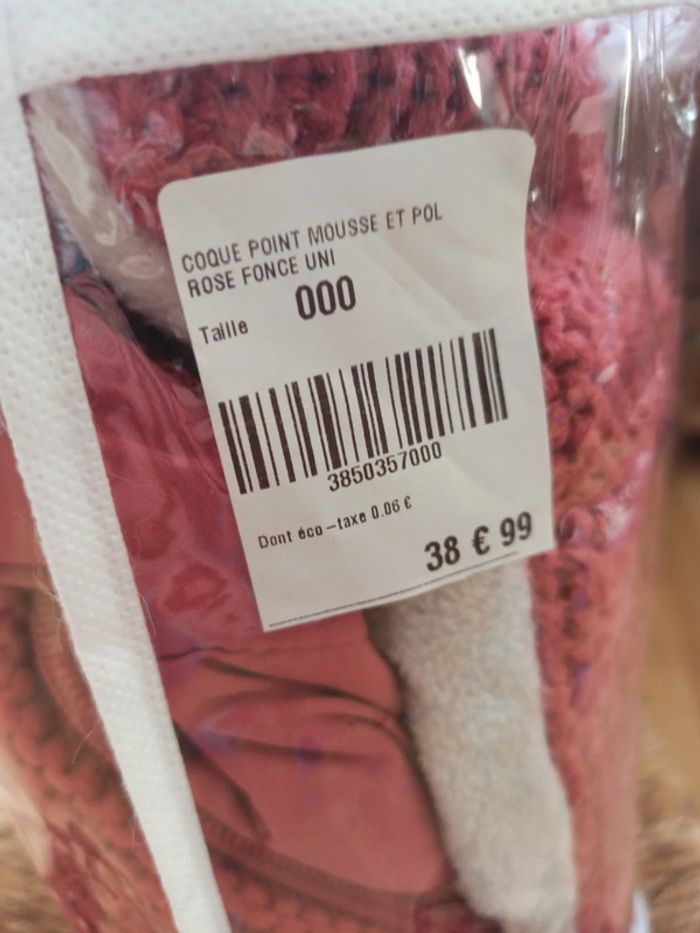 COQUE POINT MOUSSE ET POL
ROSE FONCE UNI
Taille 000
3850357000
Dont éco-taxe 0.06 €
38 € 99